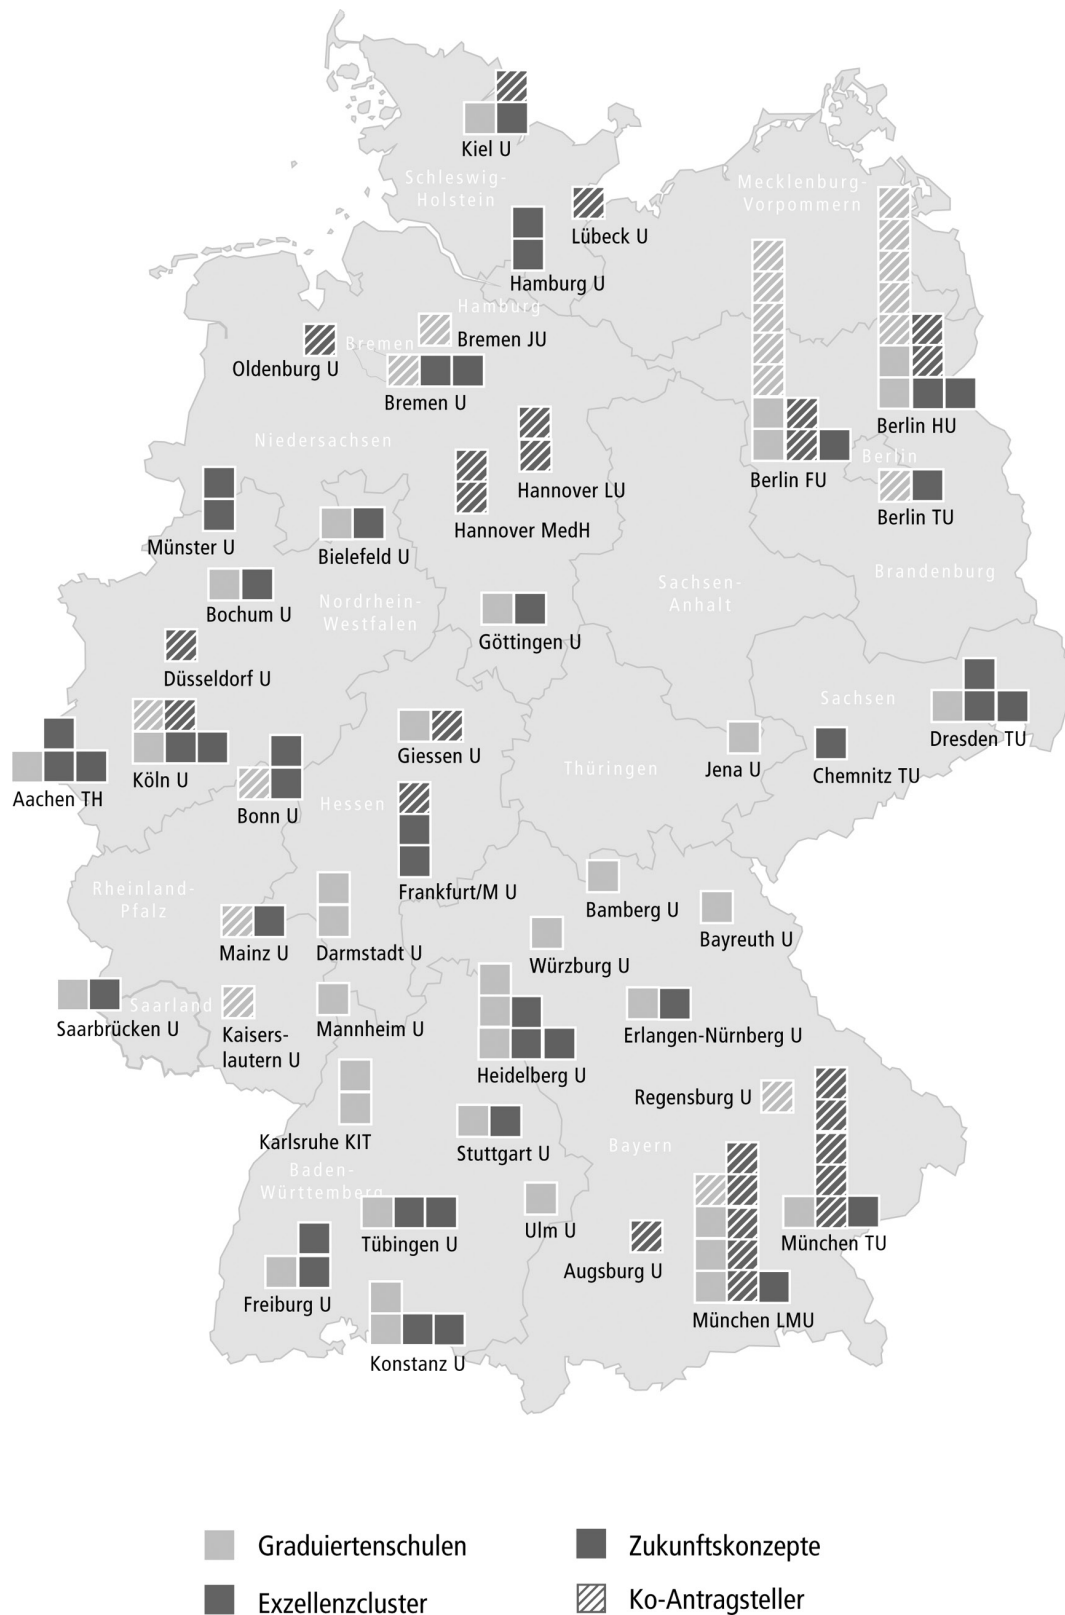 Kiel U
Schleswig-
Holstein
Mecklenburg-
Vorpommern
Lübeck U
Hamburg U
Hamburg
Bremen JU
Bremen
Oldenburg U
Bremen U
Berlin HU
Niedersachsen
Berlin
Berlin FU
Hannover LU
Berlin TU
Hannover MedH
Münster U
Bielefeld U
Brandenburg
Sachsen-
Anhalt
Nordrhein-
Westfalen
Bochum U
Göttingen U
Düsseldorf U
Sachsen
Dresden TU
Giessen U
Thüringen
Jena U
Chemnitz TU
Köln U
Aachen TH
Hessen
Bonn U
Rheinland-
Pfalz
Frankfurt/M U
Bamberg U
Bayreuth U
Mainz U
Darmstadt U
Würzburg U
Saarland
Saarbrücken U
Kaisers-
lautern U
Mannheim U
Erlangen-Nürnberg U
Heidelberg U
Regensburg U
Karlsruhe KIT
Stuttgart U
Bayern
Baden-
Württemberg
Tübingen U
Ulm U
München TU
Augsburg U
Freiburg U
München LMU
Konstanz U
Graduiertenschulen
Zukunftskonzepte
Exzellenzcluster
Ko-Antragsteller